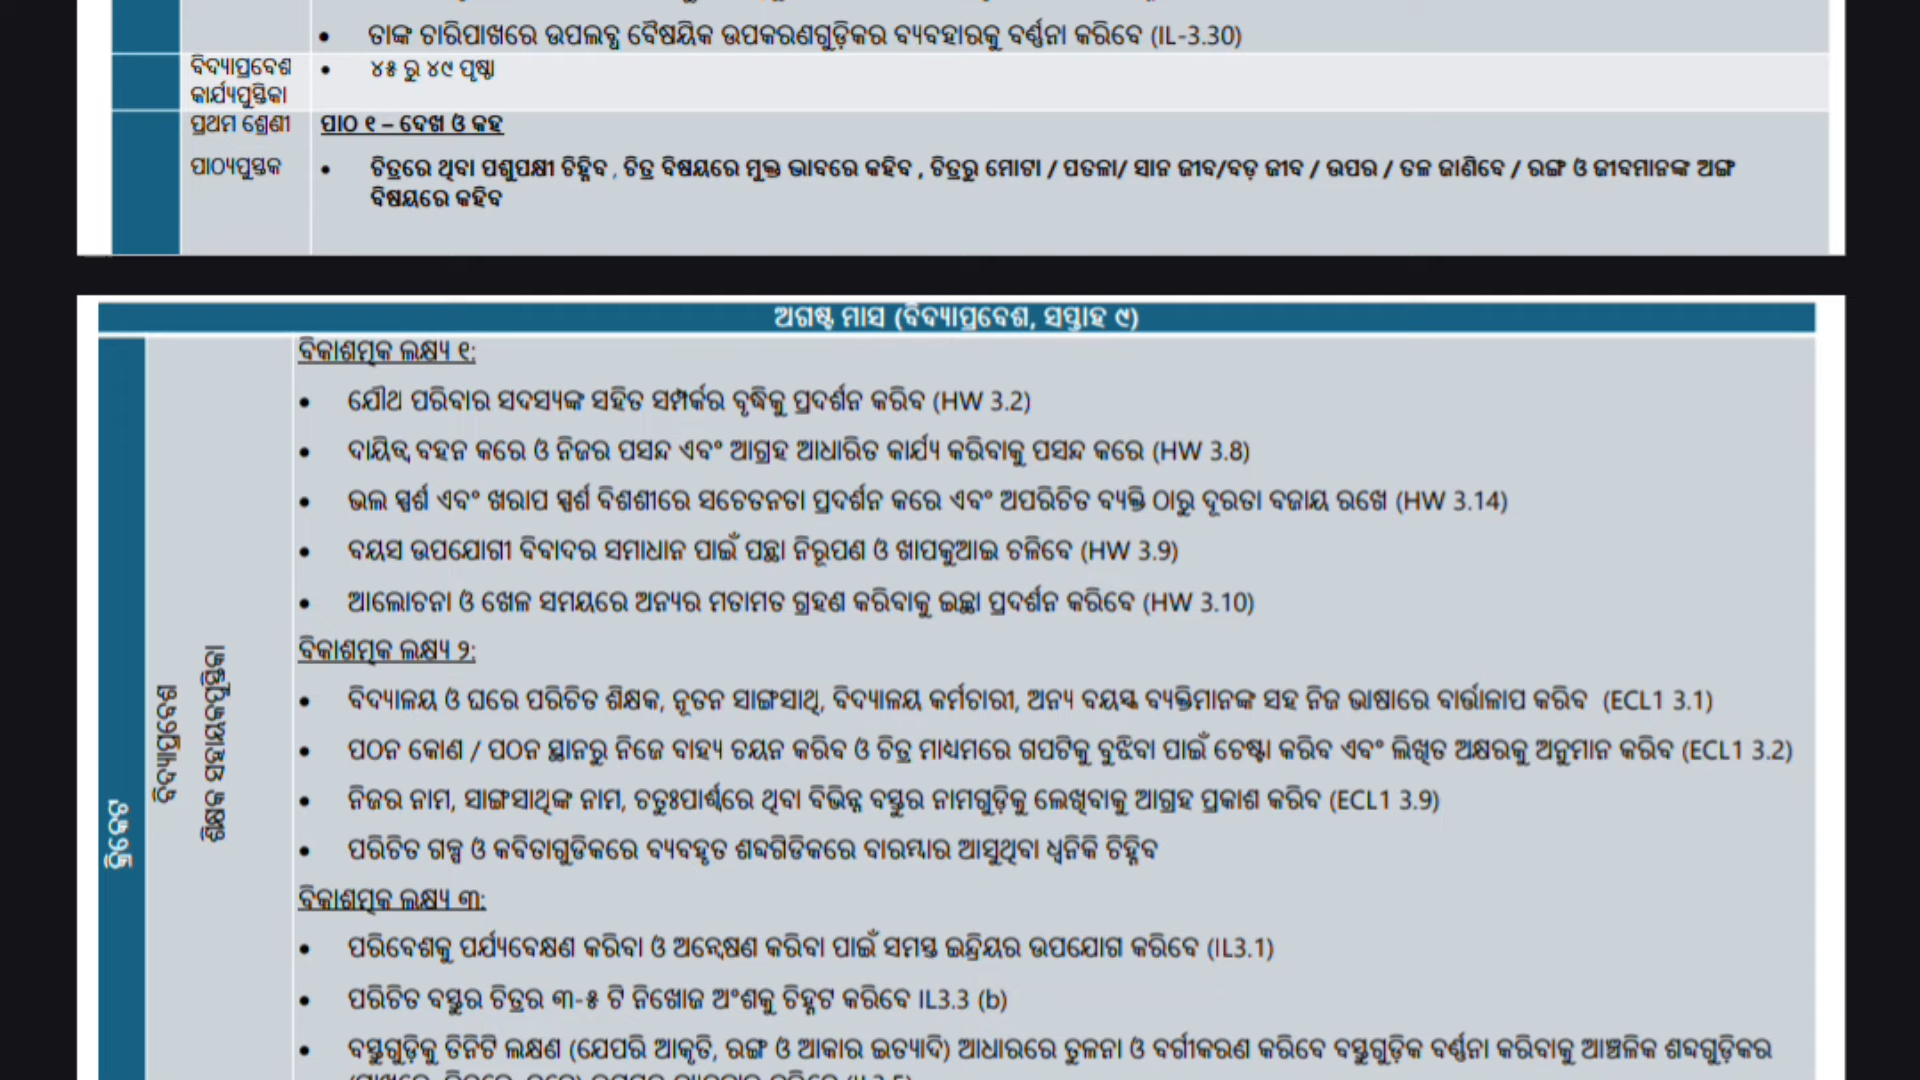 ତାଙ୍କ ଚାରିପାଖରେ ଉପଲବ୍ଧ ବୈଷୟିକ ଉପକରଣଗୁଡ଼ିକର ବ୍ୟବହାରକୁ ବର୍ଣ୍ଣନା କରିବେ (IL-3.30)
ବିଦ୍ୟାପ୍ରବେଶ
କାର୍ଯ୍ୟପୁସ୍ତିକା
୪୫ ରୁ ୪୯ ପୃଷ୍ଠା
ପ୍ରଥମ ଶ୍ରେଣୀ
ପାଠ୍ୟପୁସ୍ତକ
ପାଠ ୧ – ଦେଖ ଓ କହ
ଚିତ୍ରରେ ଥିବା ପଶୁପକ୍ଷୀ ଚିହ୍ନିବ , ଚିତ୍ର ବିଷୟରେ ମୁକ୍ତ ଭାବରେ କହିବ , ଚିତ୍ରରୁ ମୋଟା / ପତଳା/ ସାନ ଜୀବ/ବଡ଼ ଜୀବ / ଉପର / ତଳ ଜାଣିବେ / ରଙ୍ଗ ଓ ଜୀବମାନଙ୍କ ଅଙ୍ଗ
ବିଷୟରେ କହିବ
ଅଗଷ୍ଟ ମାସ (ବିଦ୍ୟାପ୍ରବେଶ, ସପ୍ତାହ ୯)
କ୍ରିକେଟ
ବିଦ୍ୟାପ୍ରବେଶ
ଶିକ୍ଷକ ସହାୟକପୁସ୍ତିକା
ବିକାଶତ୍ମକ ଲକ୍ଷ୍ୟ ୧:
ଯୌଥ ପରିବାର ସଦସ୍ୟଙ୍କ ସହିତ ସମ୍ପର୍କର ବୃଦ୍ଧିକୁ ପ୍ରଦର୍ଶନ କରିବ (HW 3.2)
ଦାୟିତ୍ୱ ବହନ କରେ ଓ ନିଜର ପସନ୍ଦ ଏବଂ ଆଗ୍ରହ ଆଧାରିତ କାର୍ଯ୍ୟ କରିବାକୁ ପସନ୍ଦ କରେ (HW 3.8)
ଭଲ ସ୍ପର୍ଶ ଏବଂ ଖରାପ ସ୍ପର୍ଶ ବିଶଶୀରେ ସଚେତନତା ପ୍ରଦର୍ଶନ କରେ ଏବଂ ଅପରିଚିତ ବ୍ୟକ୍ତି ଠାରୁ ଦୂରତା ବଜାୟ ରଖେ (HW 3.14)
ବୟସ ଉପଯୋଗୀ ବିବାଦର ସମାଧାନ ପାଇଁ ପଛା ନିରୂପଣ ଓ ଖାପକୁଆଇ ଚଳିବେ (HW 3.9)
ଆଲୋଚନା ଓ ଖେଳ ସମୟରେ ଅନ୍ୟର ମତାମତ ଗ୍ରହଣ କରିବାକୁ ଇଚ୍ଛା ପ୍ରଦର୍ଶନ କରିବେ (HW 3.10)
ବିକାଶତ୍ମକ ଲକ୍ଷ୍ୟ ୨:
ବିଦ୍ୟାଳୟ ଓ ଘରେ ପରିଚିତ ଶିକ୍ଷକ, ନୂତନ ସାଙ୍ଗସାଥି, ବିଦ୍ୟାଳୟ କର୍ମଚାରୀ, ଅନ୍ୟ ବୟସ୍କ ବ୍ୟକ୍ତିମାନଙ୍କ ସହ ନିଜ ଭାଷାରେ ବାର୍ତ୍ତାଳାପ କରିବ (ECL1 3.1)
ପଠନ କୋଣ / ପଠନ ସ୍ଥାନରୁ ନିଜେ ବାହ୍ୟ ଚୟନ କରିବ ଓ ଚିତ୍ର ମାଧ୍ୟମରେ ଗପଟିକୁ ବୁଝିବା ପାଇଁ ଚେଷ୍ଟା କରିବ ଏବଂ ଲିଖିତ ଅକ୍ଷରକୁ ଅନୁମାନ କରିବ (ECL1 3.2)
ନିଜର ନାମ, ସାଙ୍ଗସାଥିଙ୍କ ନାମ, ଚତୁଃପାର୍ଶ୍ୱରେ ଥିବା ବିଭିନ୍ନ ବସ୍ତୁର ନାମଗୁଡ଼ିକୁ ଲେଖିବାକୁ ଆଗ୍ରହ ପ୍ରକାଶ କରିବ (ECL1 3.9)
ପରିଚିତ ଗଳ୍ପ ଓ କବିତାଗୁଡିକରେ ବ୍ୟବହୃତ ଶବ୍ଦଗିଡିକରେ ବାରମ୍ବାର ଆସୁଥିବା ଧ୍ୱନିକି ଚିହ୍ନିବ
ବିକାଶତ୍ମକ ଲକ୍ଷ୍ୟ ୩:
ପରିବେଶକୁ ପର୍ଯ୍ୟବେକ୍ଷଣ କରିବା ଓ ଅନ୍ୱେଷଣ କରିବା ପାଇଁ ସମସ୍ତ ଇନ୍ଦ୍ରିୟର ଉପଯୋଗ କରିବେ (IL3.1)
ପରିଚିତ ବସ୍ତୁର ଚିତ୍ରର ୩-୫ ଟି ନିଖୋଜ ଅଂଶକୁ ଚିହ୍ନଟ କରିବେ IL3.3 (b)
ବସ୍ତୁଗୁଡ଼ିକୁ ତିନିଟି ଲକ୍ଷଣ (ଯେପରି ଆକୃତି, ରଙ୍ଗ ଓ ଆକାର ଇତ୍ୟାଦି) ଆଧାରରେ ତୁଳନା ଓ ବର୍ଗୀକରଣ କରିବେ ବସ୍ତୁଗୁଡ଼ିକ ବର୍ଣ୍ଣନା କରିବାକୁ ଆଞ୍ଚଳିକ ଶବ୍ଦଗୁଡ଼ିକର